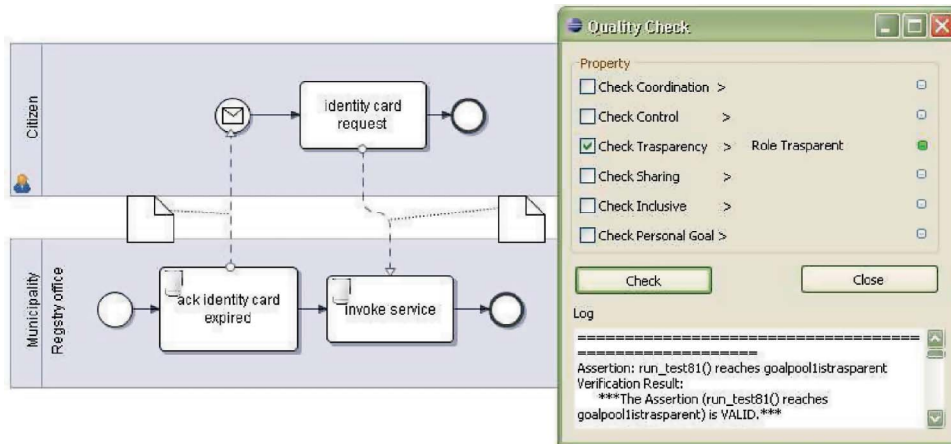 Citizen
identity card
request
Municipality
Registry office
ack identity card
expired
invoke service
Quality Check
Property
Check Coordination >
Check Control >
Check Trasparency > Role Trasparent
Check Sharing >
Check Inclusive >
Check Personal Goal >
Check
Close
Log
====================================
===================
Assertion: run_test81() reaches goalpool1istrasparent
Verification Result:
***The Assertion (run_test81() reaches
goalpool1istrasparent) is VALID.***